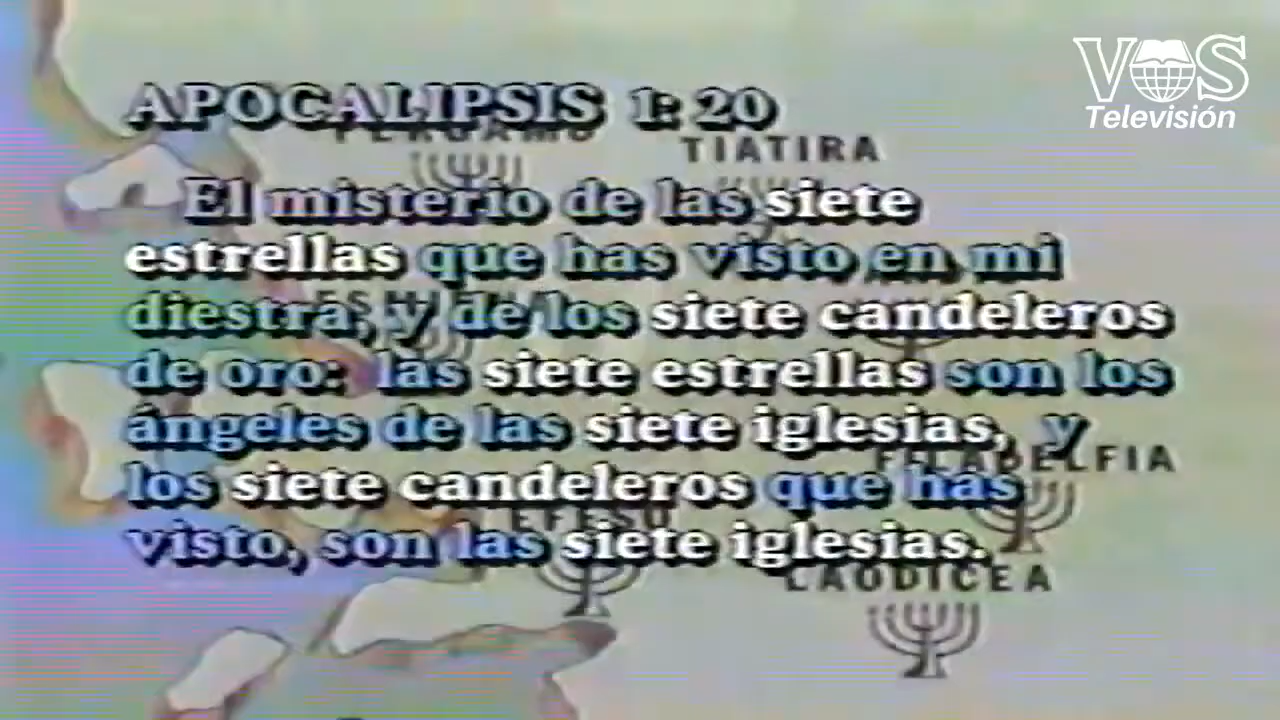 VOS
Televisión
APOCALIPSIS 1: 20
PERGAMO
TIATIRA
El misterio de las siete
estrellas que has visto en mi
diestra, y de los siete candeleros
de oro: las siete estrellas son los
ángeles de las siete iglesias, y
los siete candeleros que has
visto, son las siete iglesias.
FILADELFIA
EFESO
LAODICEA